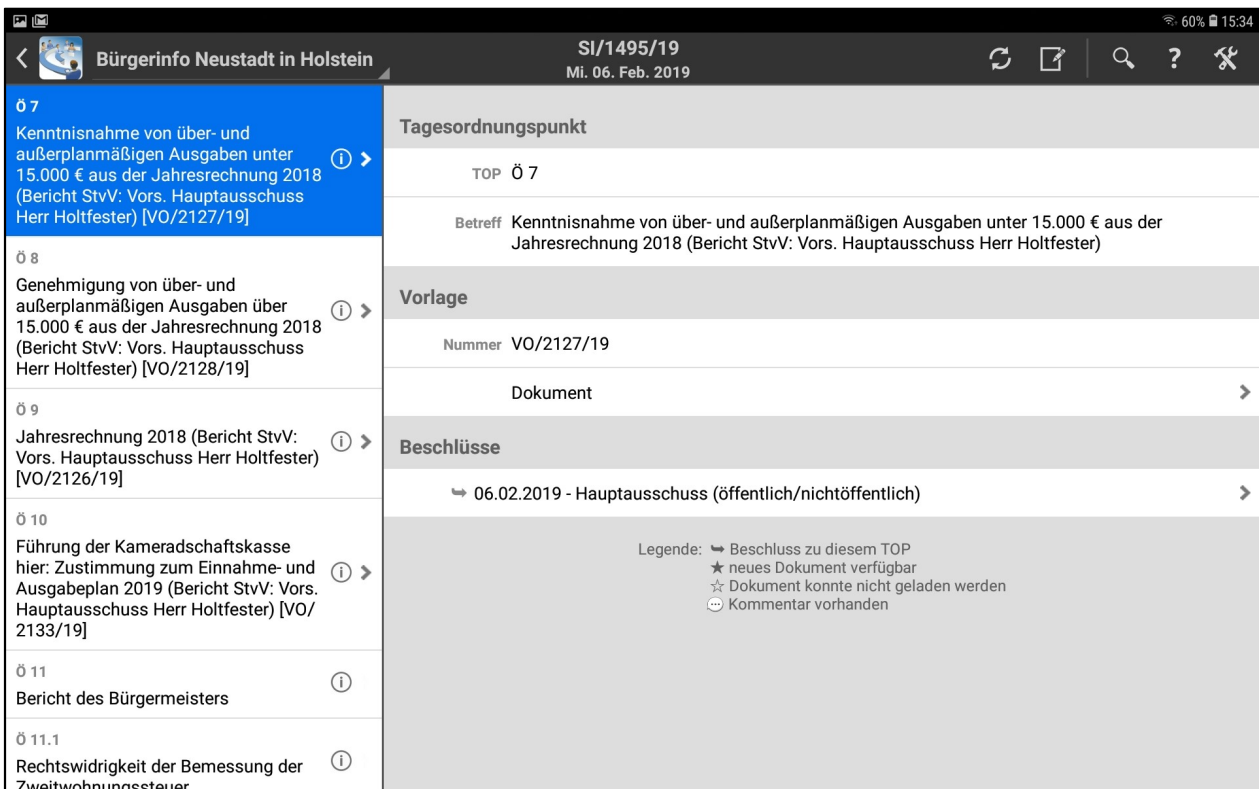 60% 15:34
Bürgerinfo Neustadt in Holstein
SI/1495/19
Mi. 06. Feb. 2019
?
Ö 7
Kenntnisnahme von über- und
außerplanmäßigen Ausgaben unter
15.000 € aus der Jahresrechnung 2018
(Bericht StvV: Vors. Hauptausschuss
Herr Holtfester) [VO/2127/19]
Ö 8
Genehmigung von über- und
außerplanmäßigen Ausgaben über
15.000 € aus der Jahresrechnung 2018
(Bericht StvV: Vors. Hauptausschuss
Herr Holtfester) [VO/2128/19]
Ö 9
Jahresrechnung 2018 (Bericht StvV:
Vors. Hauptausschuss Herr Holtfester)
[VO/2126/19]
Ö 10
Führung der Kameradschaftskasse
hier: Zustimmung zum Einnahme- und
Ausgabeplan 2019 (Bericht StvV: Vors.
Hauptausschuss Herr Holtfester) [VO/
2133/19]
Ö 11
Bericht des Bürgermeisters
Ö 11.1
Rechtswidrigkeit der Bemessung der
Zweitwohnungssteuer
Tagesordnungspunkt
TOP Ö 7
Betreff Kenntnisnahme von über- und außerplanmäßigen Ausgaben unter 15.000 € aus der
Jahresrechnung 2018 (Bericht StvV: Vors. Hauptausschuss Herr Holtfester)
Vorlage
Nummer VO/2127/19
Dokument
Beschlüsse
06.02.2019 - Hauptausschuss (öffentlich/nichtöffentlich)
Legende: Beschluss zu diesem TOP
★ neues Dokument verfügbar
☆ Dokument konnte nicht geladen werden
Kommentar vorhanden